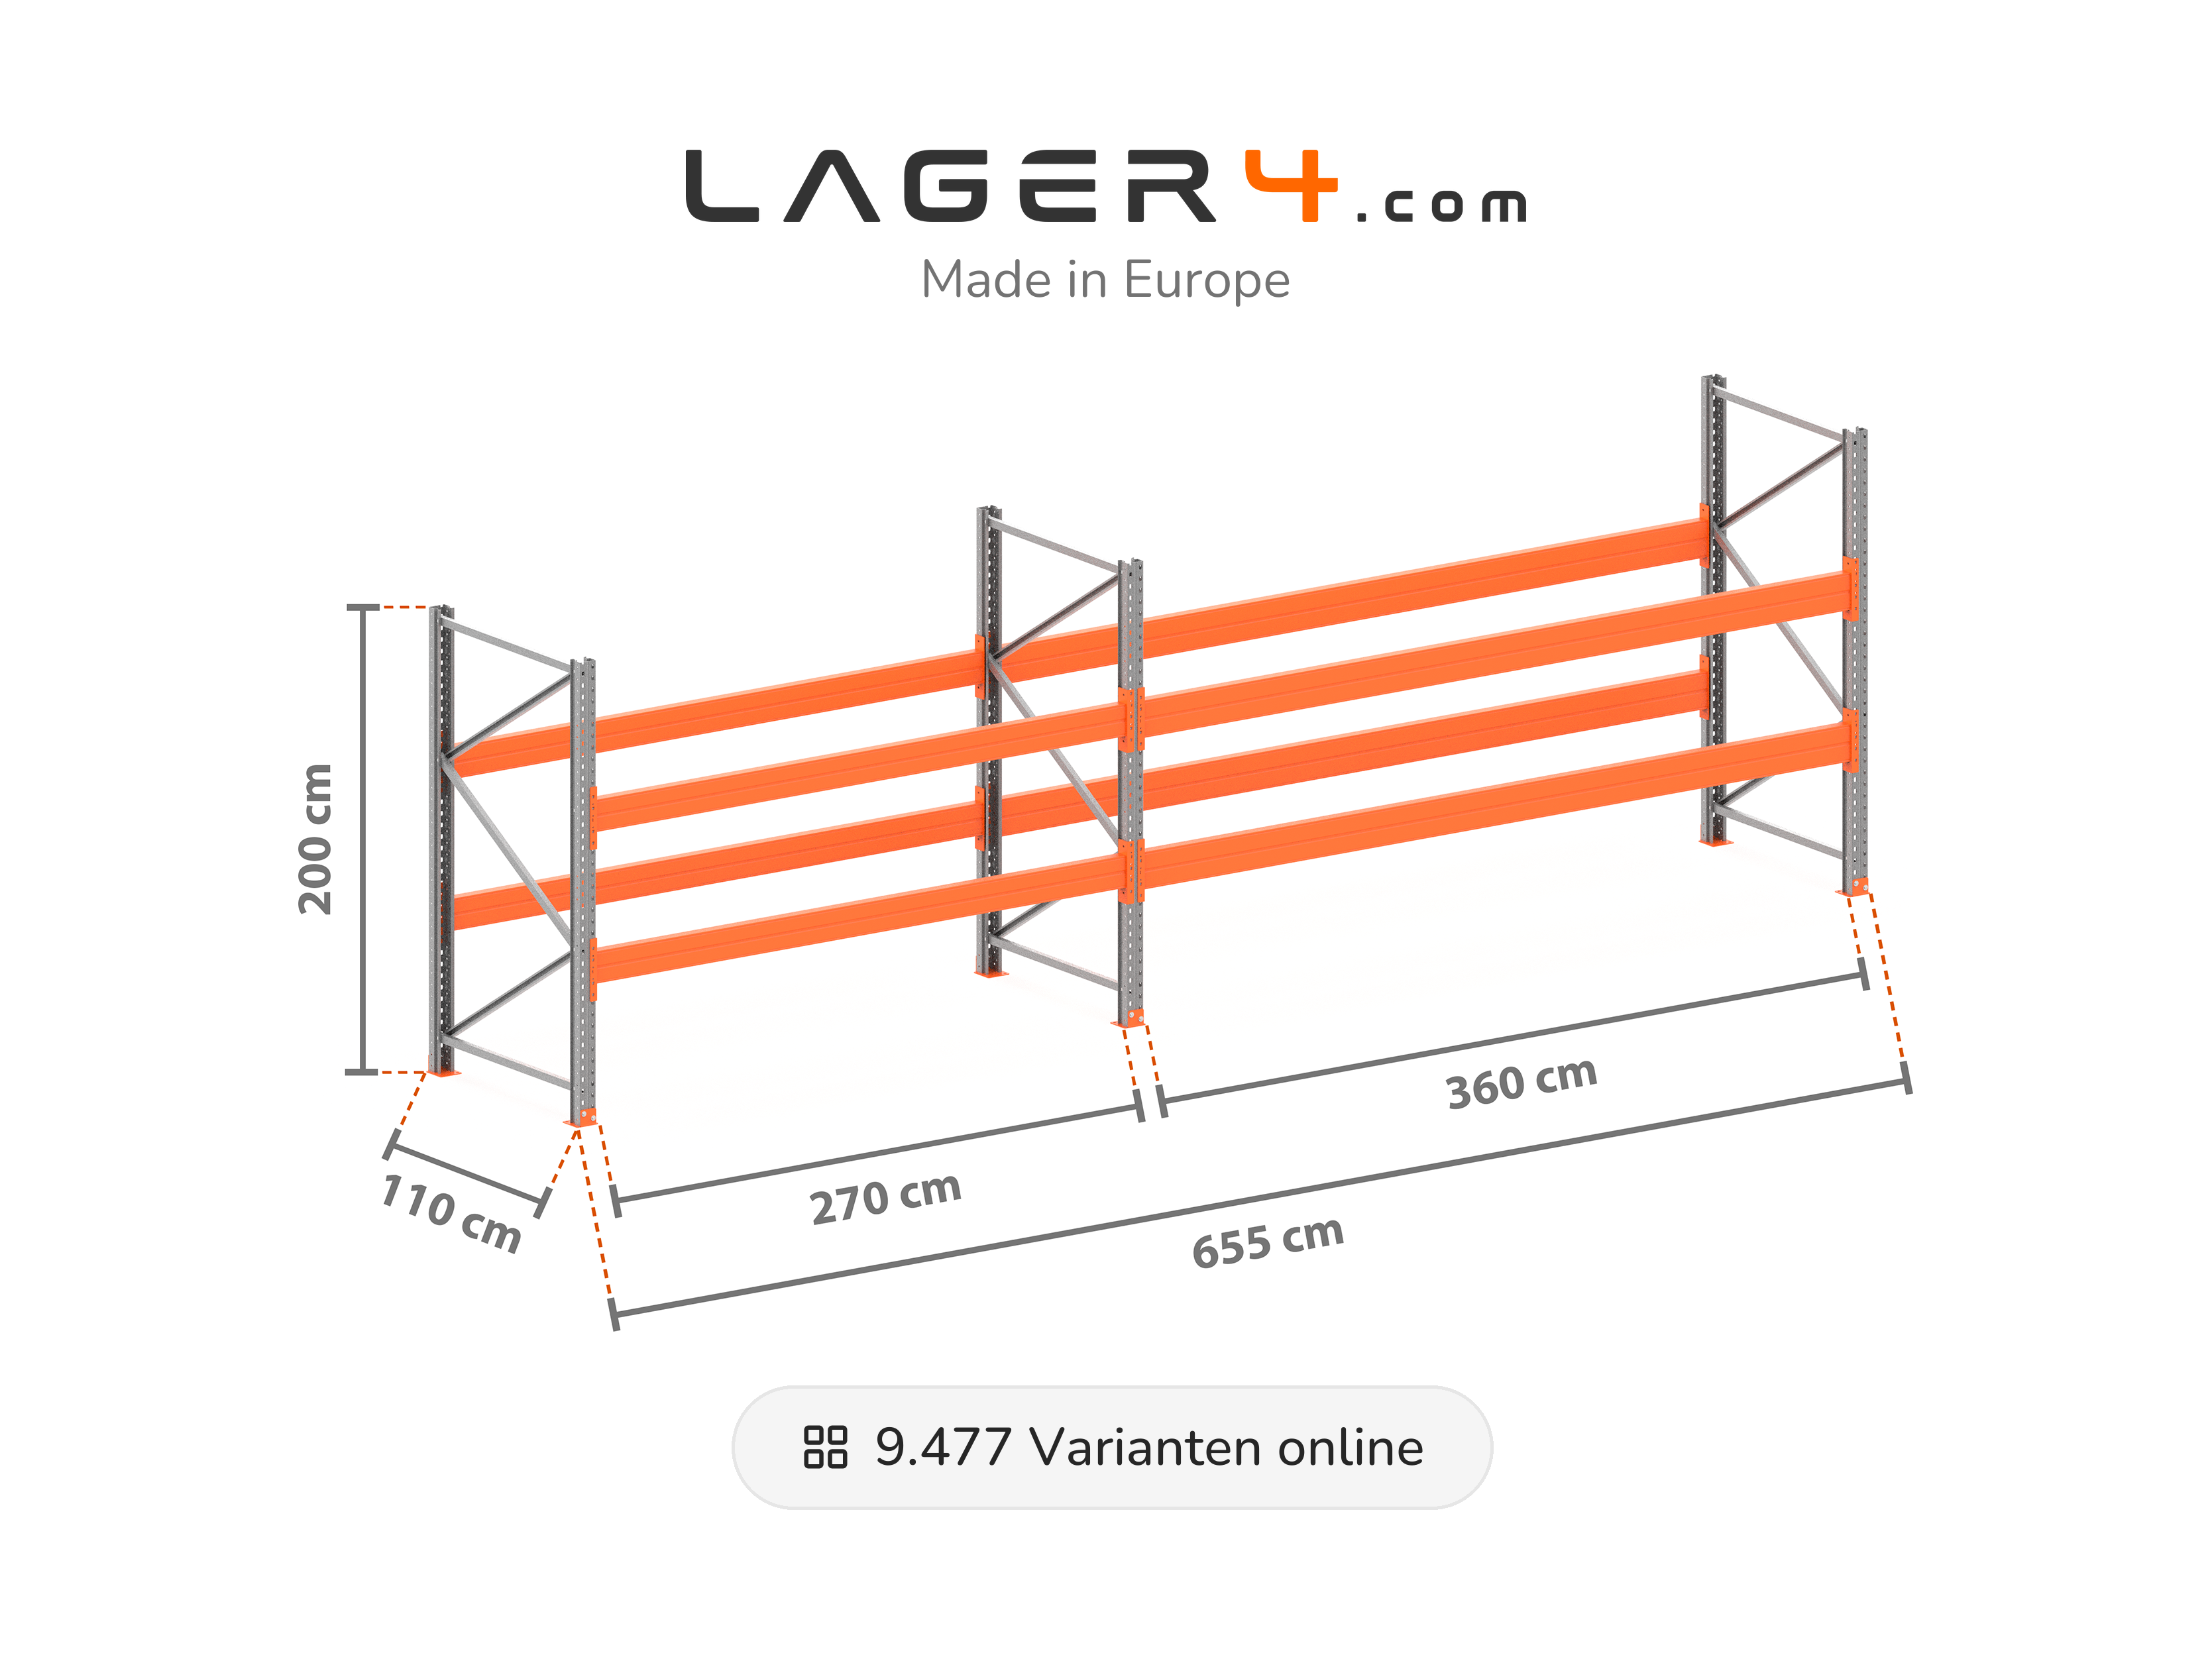 LAGER4.com
Made in Europe
200 cm
110 cm
270 cm
360 cm
655 cm
9.477 Varianten online